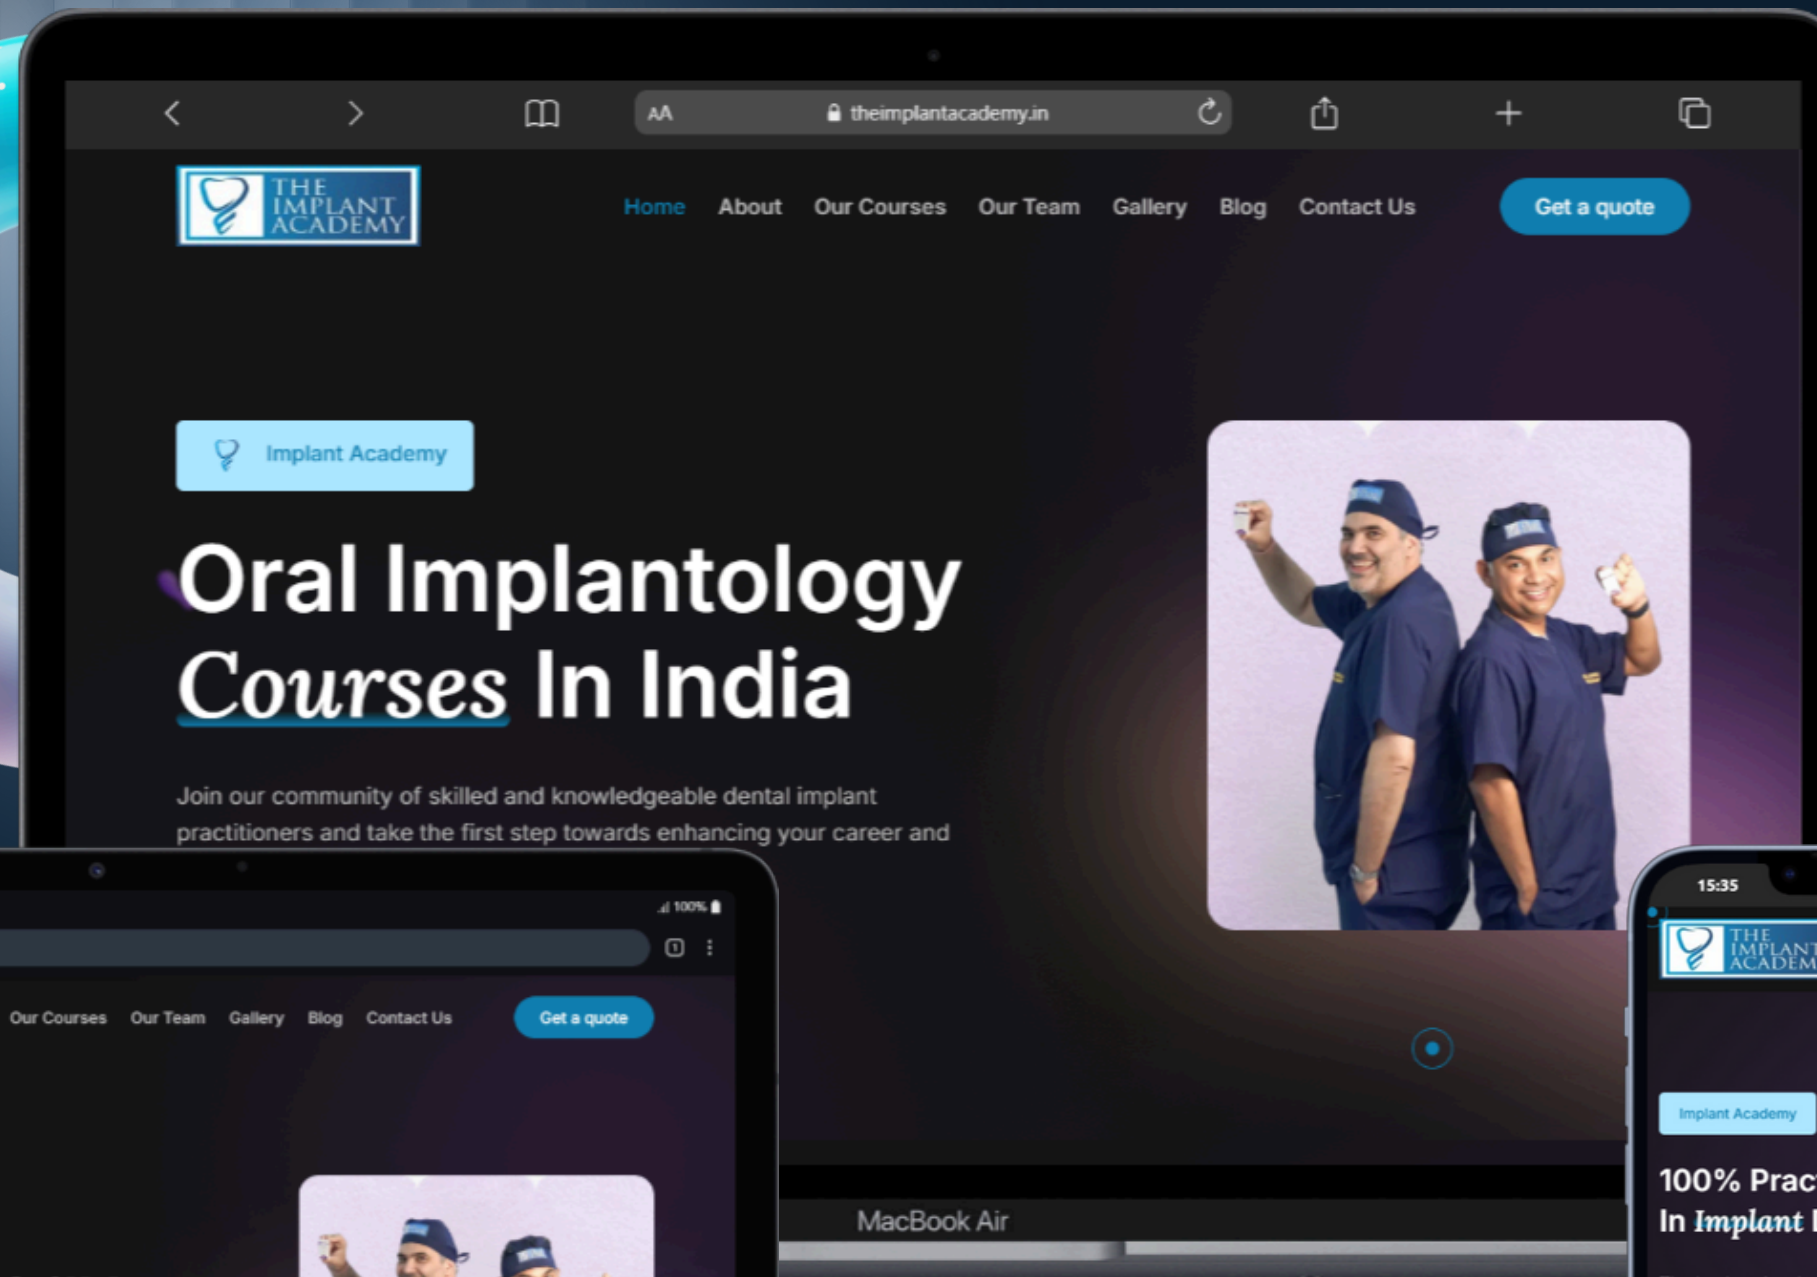 AA theimplantacademy.in
THE
IMPLANT
ACADEMY
Home About Our Courses Our Team Gallery Blog Contact Us Get a quote
Implant Academy
Oral Implantology
Courses In India
Join our community of skilled and knowledgeable dental implant
practitioners and take the first step towards enhancing your career and
100%
1
Our Courses Our Team Gallery Blog Contact Us Get a quote
MacBook Air
15:35
THE
IMPLANT
ACADEM
Implant Academy
100% Prac
In Implant